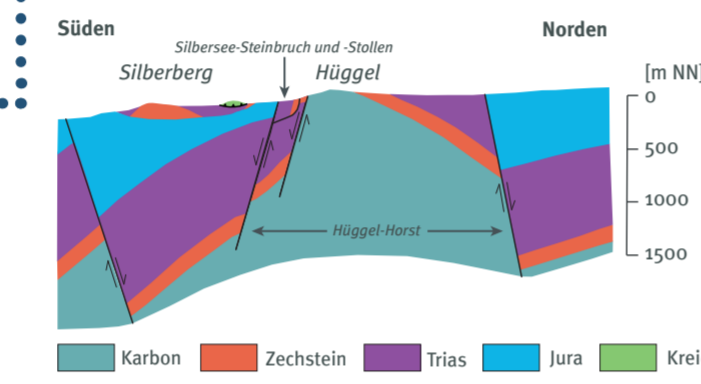 Süden
Norden
Silbersee-Steinbruch und -Stollen
Silberberg
Hüggel
[m NN]
0
500
1000
1500
Hüggel-Horst
Karbon
Zechstein
Trias
Jura
Krei